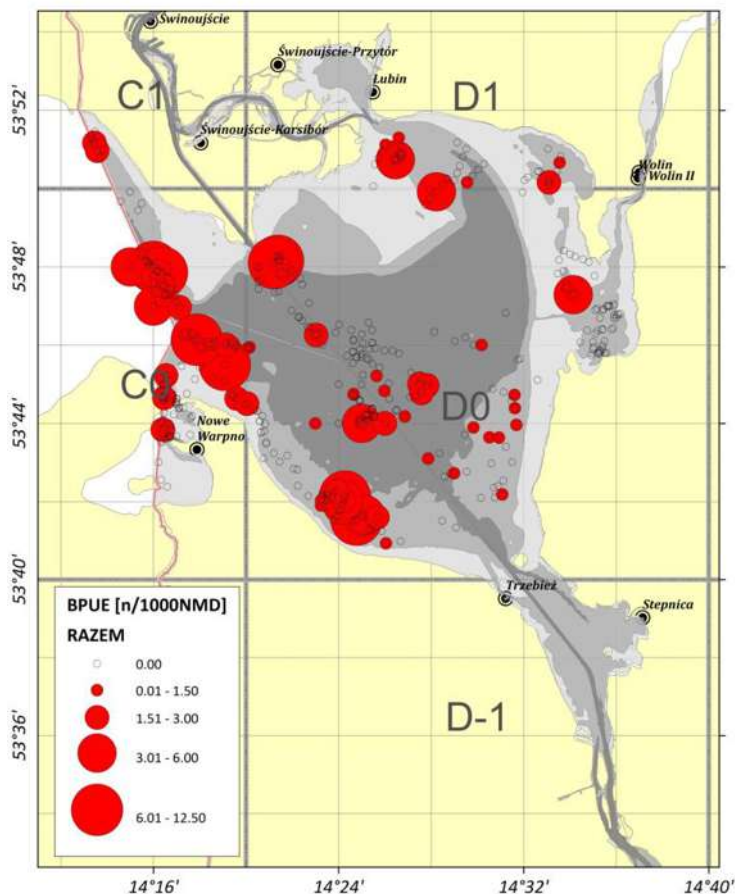 Świnoujście
Świnoujście-Przytór
Lubin
C1
D1
Świnoujście-Karsibór
Wolin
Wolin II
53°52'
53°48'
53°44'
53°40'
53°36'
C0
D0
Nowe
Warpno
Trzebież
Stepnica
D-1
BPUE [n/1000NMD]
RAZEM
0.00
0.01 - 1.50
1.51 - 3.00
3.01 - 6.00
6.01 - 12.50
14°16'
14°24'
14°32'
14°40'